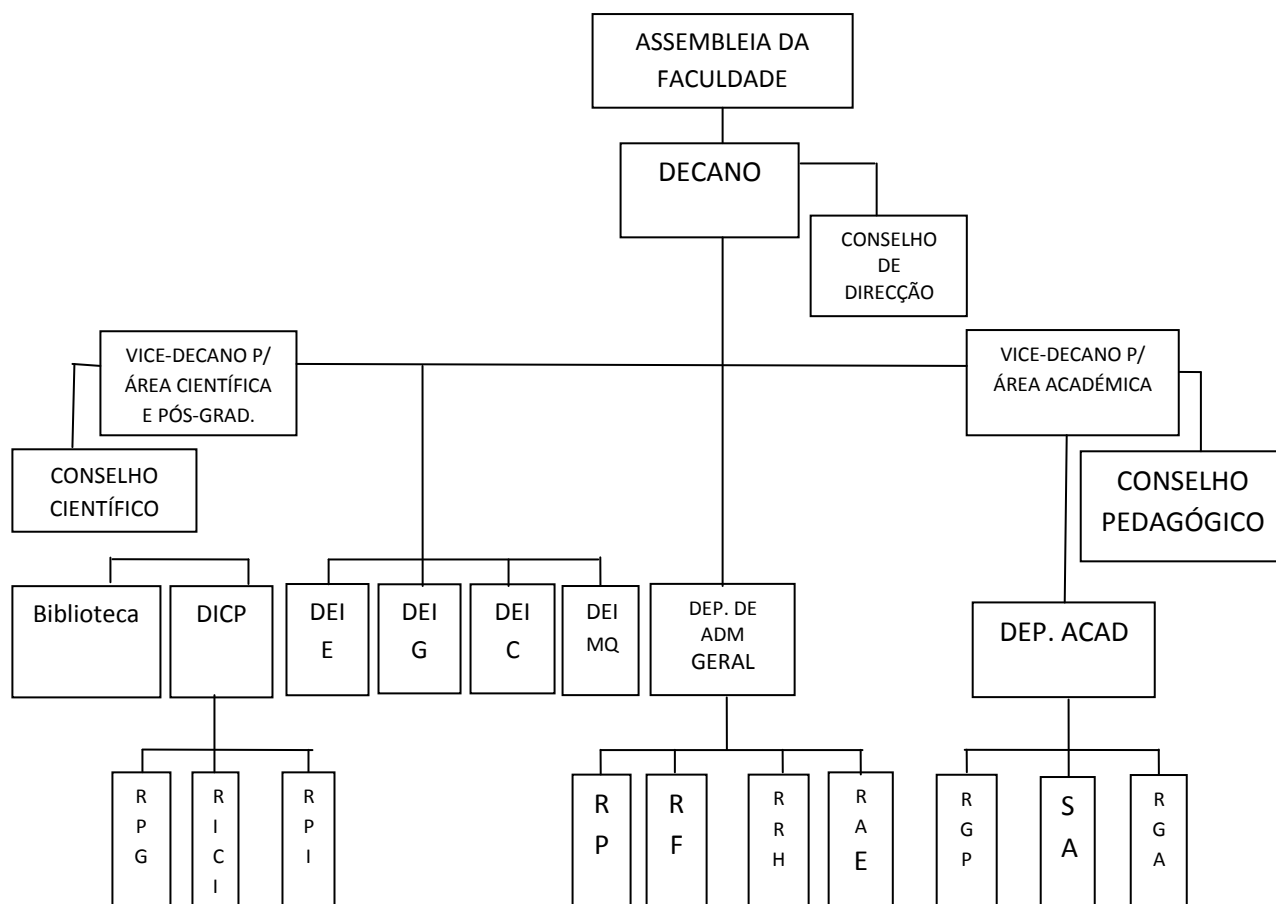 ASSEMBLEIA DA
FACULDADE
DECANO
CONSELHO
DE
DIRECÇÃO
VICE-DECANO P/
ÁREA CIENTÍFICA
E PÓS-GRAD.
VICE-DECANO P/
ÁREA ACADÉMICA
CONSELHO
CIENTÍFICO
CONSELHO
PEDAGÓGICO
Biblioteca
DICP
DEI
E
DEI
G
DEI
C
DEI
MQ
DEP. DE
ADM
GERAL
DEP. ACAD
R
P
G
R
I
C
I
R
P
I
R
P
R
F
R
R
H
R
A
E
R
G
P
S
A
R
G
A